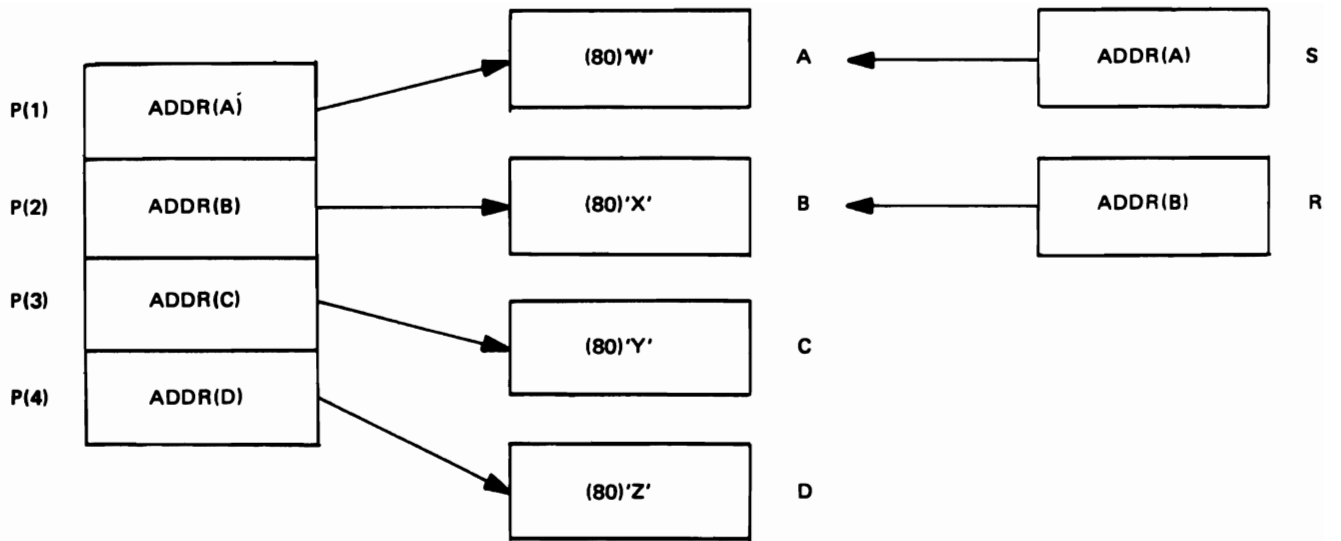 P(1) ADDR(A) (80)'W' A ADDR(A) S
P(2) ADDR(B) (80)'X' B ADDR(B) R
P(3) ADDR(C) (80)'Y' C
P(4) ADDR(D) (80)'Z' D